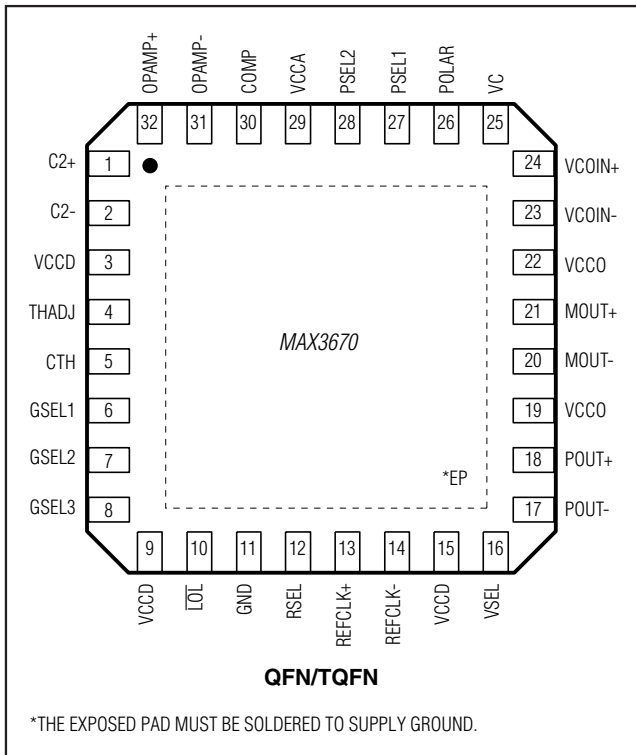 OPAMP+
OPAMP-
COMP
VCCA
PSEL2
PSEL1
POLAR
VC
32
31
30
29
28
27
26
25
C2+ 1
C2- 2
VCCD 3
THADJ 4
CTH 5
GSEL1 6
GSEL2 7
GSEL3 8
24 VCOIN+
23 VCOIN-
22 VCCO
21 MOUT+
20 MOUT-
19 VCCO
18 POUT+
17 POUT-
MAX3670
*EP
9
10
11
12
13
14
15
16
VCCD
LOL
GND
RSEL
REFCLK+
REFCLK-
VCCD
VSEL
QFN/TQFN
*THE EXPOSED PAD MUST BE SOLDERED TO SUPPLY GROUND.